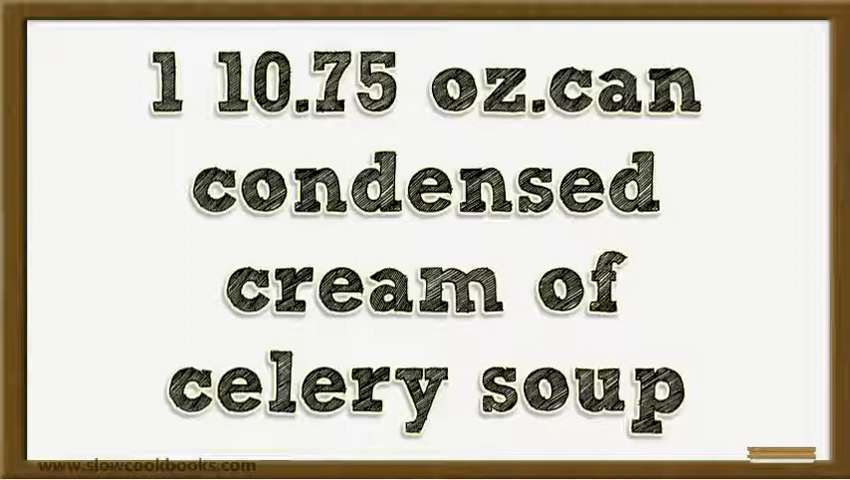 1 10.75 oz.can
condensed
cream of
celery soup
www.slowcookbooks.com